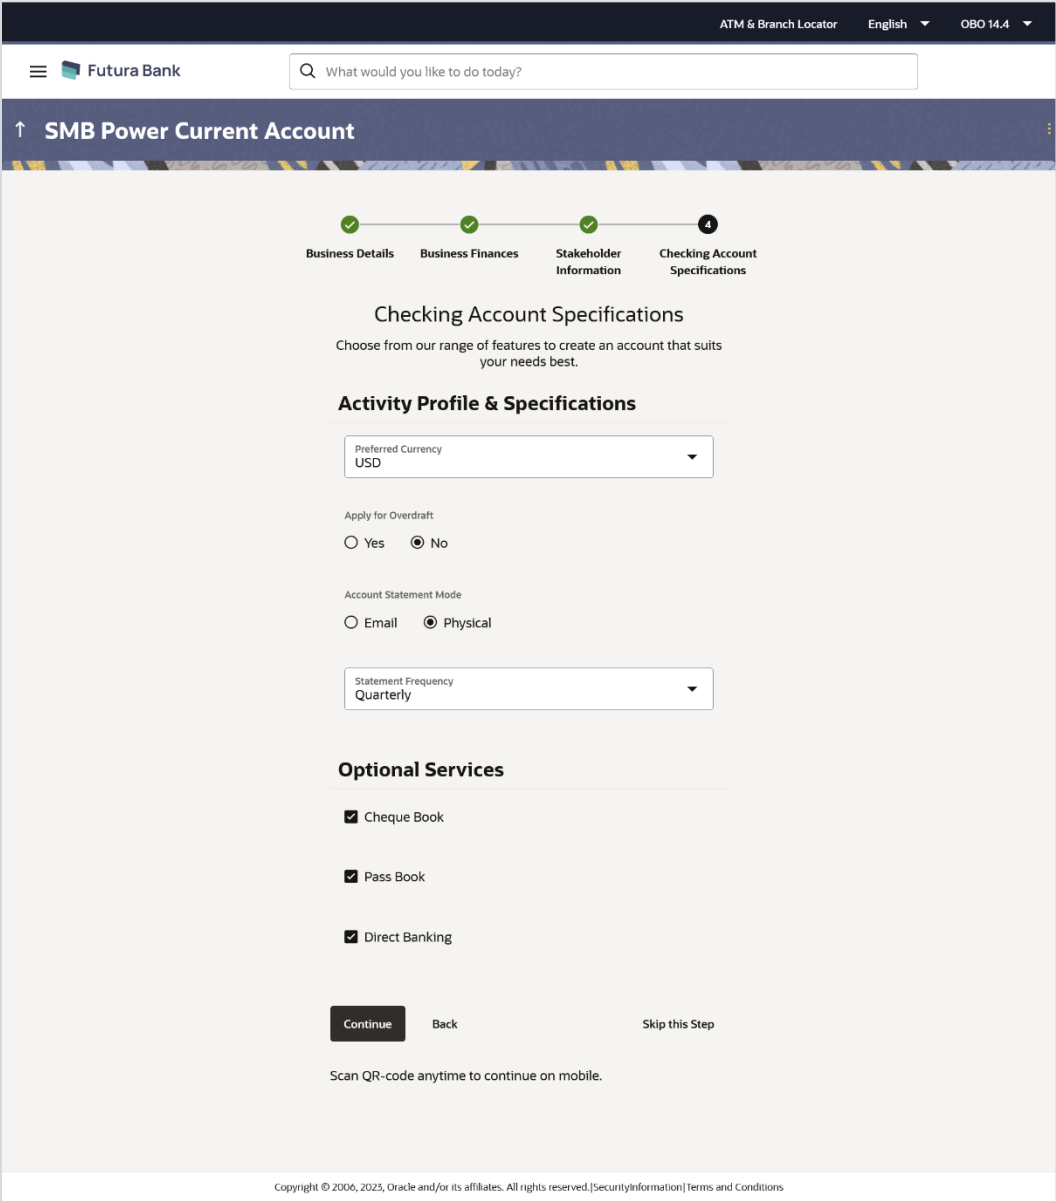 ATM & Branch Locator English OBO 14.4
Futura Bank What would you like to do today?
SMB Power Current Account
4
Business Details Business Finances Stakeholder Information Checking Account Specifications
Checking Account Specifications
Choose from our range of features to create an account that suits
your needs best.
Activity Profile & Specifications
Preferred Currency
USD
Apply for Overdraft
Yes No
Account Statement Mode
Email Physical
Statement Frequency
Quarterly
Optional Services
Cheque Book
Pass Book
Direct Banking
Continue Back Skip this Step
Scan QR-code anytime to continue on mobile.
Copyright © 2006, 2023, Oracle and/or its affiliates. All rights reserved.|SecurityInformation|Terms and Conditions